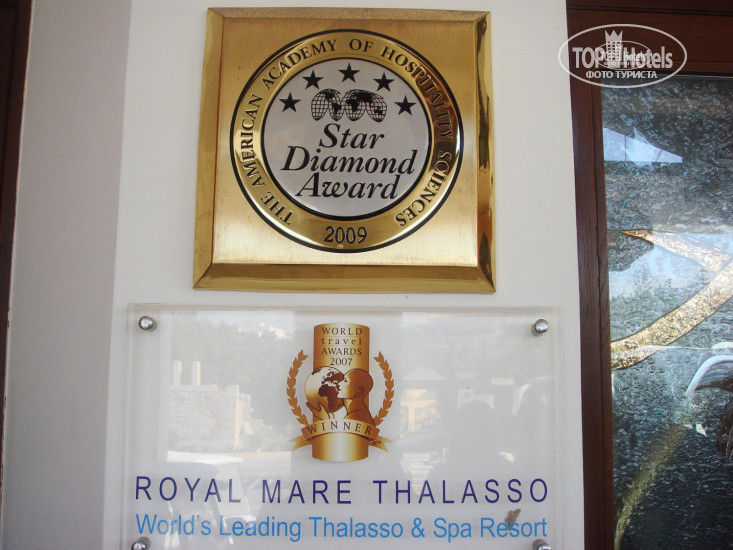 THE AMERICAN ACADEMY OF HOSPITALITY SCIENCES
Star
Diamond
Award
2009
TOP Hotels
ФОТО ТУРИСТА
WORLD
travel
AWARDS
2007
WINNER
ROYAL MARE THALASSO
World's Leading Thalasso & Spa Resort